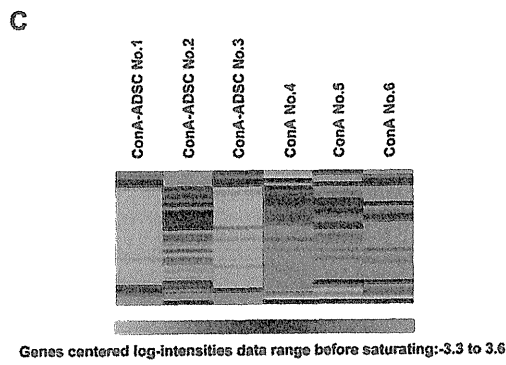 C
ConA-ADSC No.1
ConA-ADSC No.2
ConA-ADSC No.3
ConA No.4
ConA No.5
ConA No.6
Genes centered log-intensities data range before saturating:-3.3 to 3.6